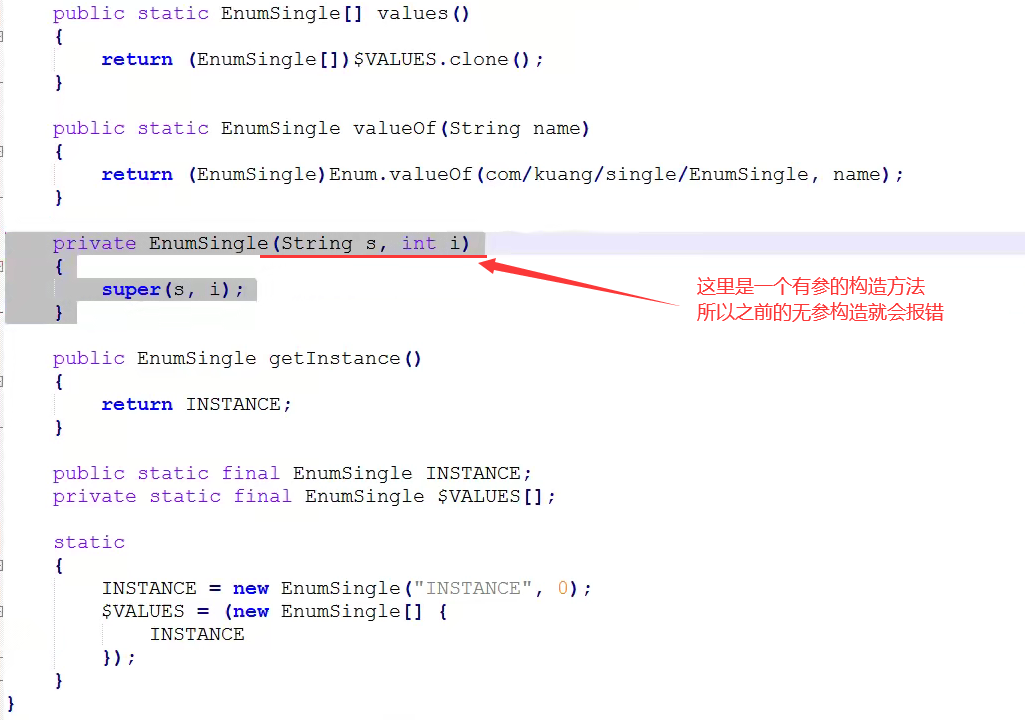 public static EnumSingle[] values()
{
return (EnumSingle[])$VALUES.clone();
}
public static EnumSingle valueOf(String name)
{
return (EnumSingle)Enum.valueOf(com/kuang/single/EnumSingle, name);
}
private EnumSingle(String s, int i)
{
super(s, i);
}
这里是一个有参的构造方法
所以之前的无参构造就会报错
public EnumSingle getInstance()
{
return INSTANCE;
}
public static final EnumSingle INSTANCE;
private static final EnumSingle $VALUES[];
static
{
INSTANCE = new EnumSingle("INSTANCE", 0);
$VALUES = (new EnumSingle[] {
INSTANCE
});
}
}